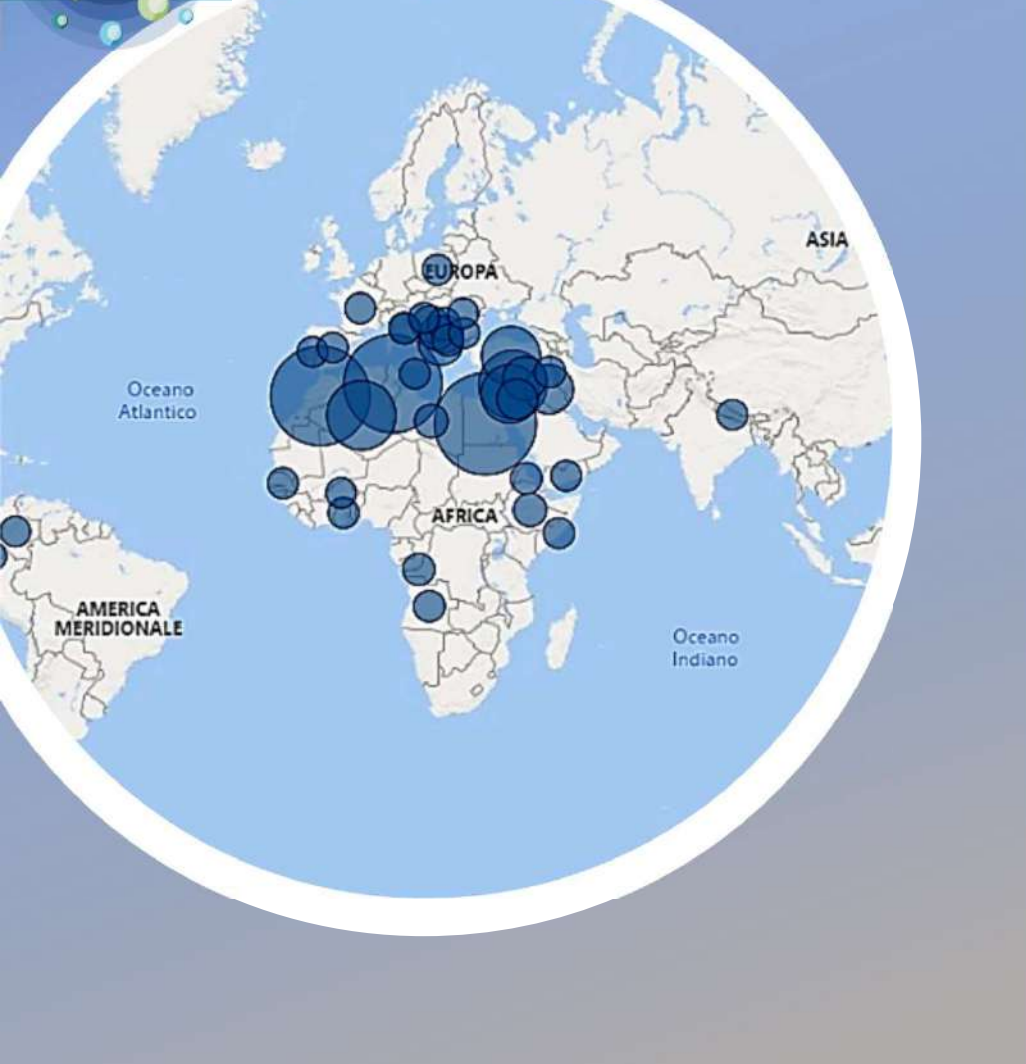 ASIA
EUROPA
Oceano
Atlantico
AFRICA
AMERICA
MERIDIONALE
Oceano
Indiano